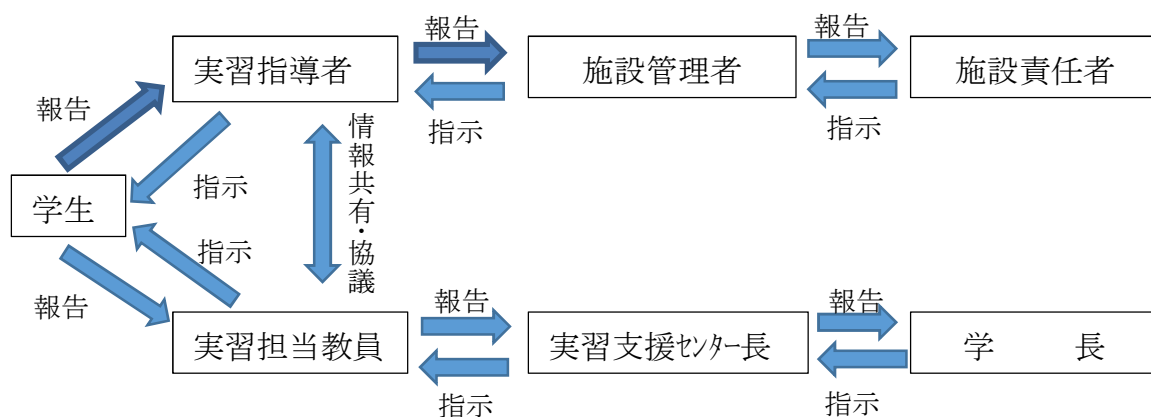 報告
報告
実習指導者
施設管理者
施設責任者
報告
指示
指示
情報共有・協議
指示
学生
指示
報告
報告
報告
実習担当教員
実習支援ｾﾝﾀｰ長
学　　長
指示
指示